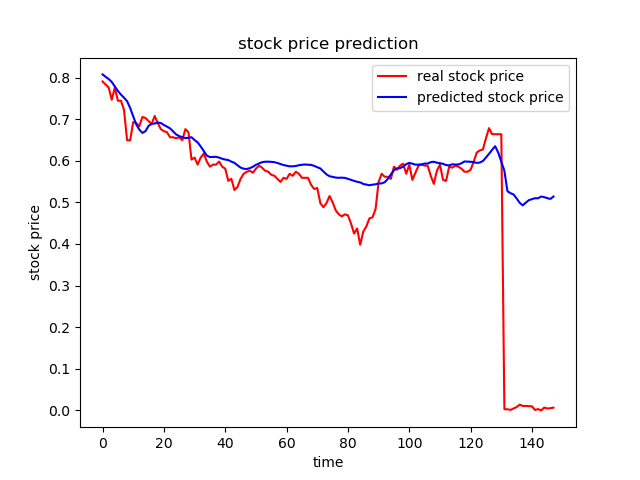 stock price prediction
real stock price
predicted stock price
stock price
0.8
0.7
0.6
0.5
0.4
0.3
0.2
0.1
0.0
0 20 40 60 80 100 120 140
time